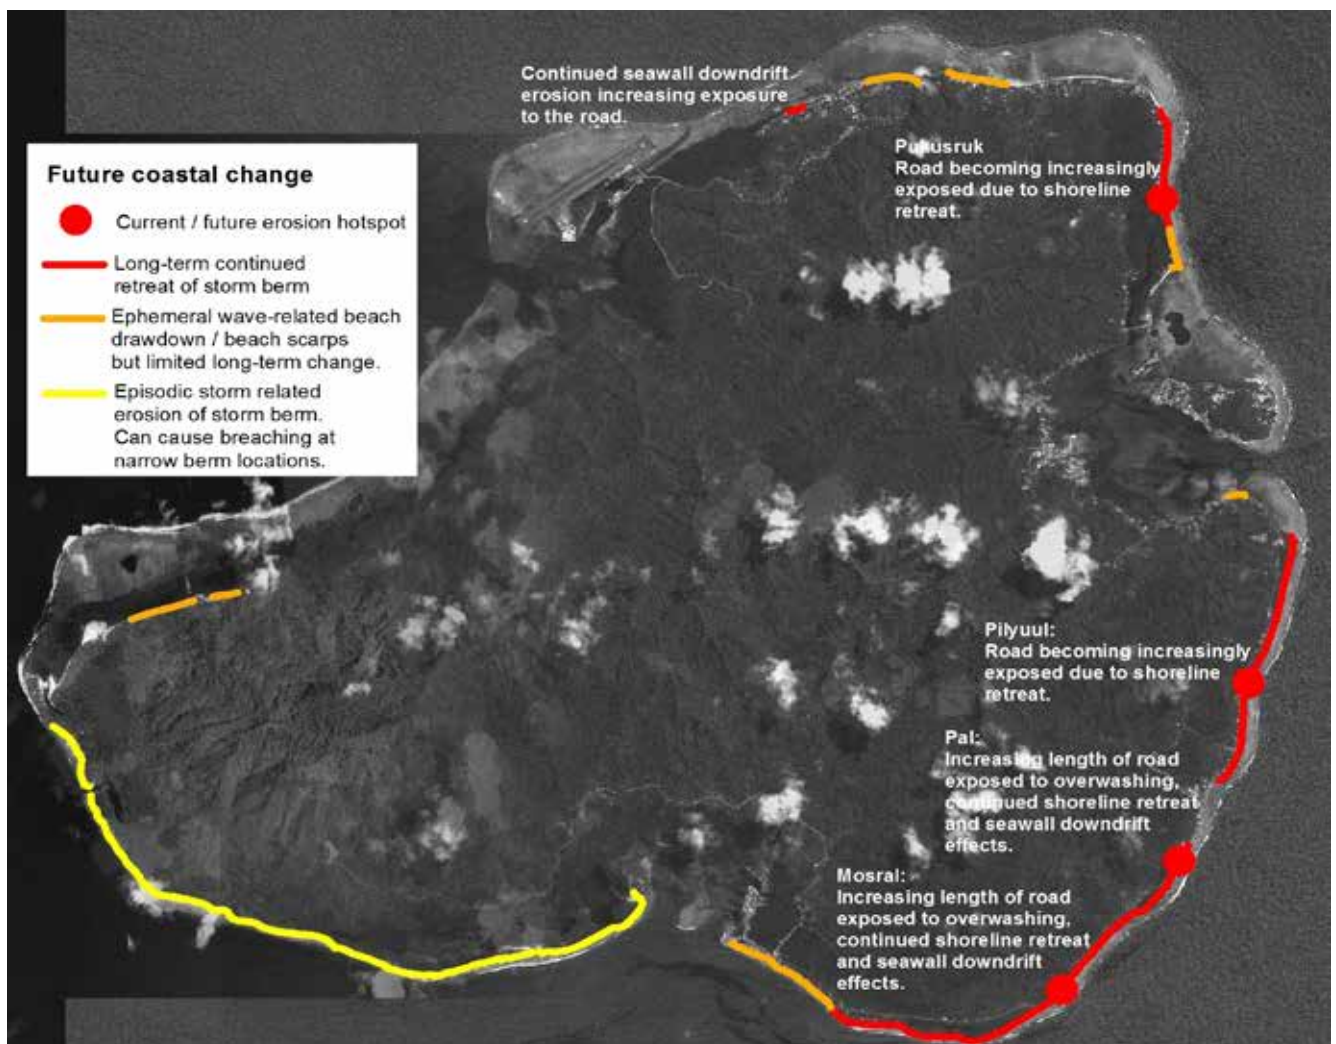 Continued seawall downdrift
erosion increasing exposure
to the road.
Future coastal change
Current / future erosion hotspot
Long-term continued
retreat of storm berm
Ephemeral wave-related beach
drawdown / beach scarps
but limited long-term change.
Episodic storm related
erosion of storm berm.
Can cause breaching at
narrow berm locations.
Pukusruk
Road becoming increasingly
exposed due to shoreline
retreat.
Pilyuul:
Road becoming increasingly
exposed due to shoreline
retreat.
Pal:
Increasing length of road
exposed to overwashing,
continued shoreline retreat
and seawall downdrift
effects.
Mosral:
Increasing length of road
exposed to overwashing,
continued shoreline retreat
and seawall downdrift
effects.